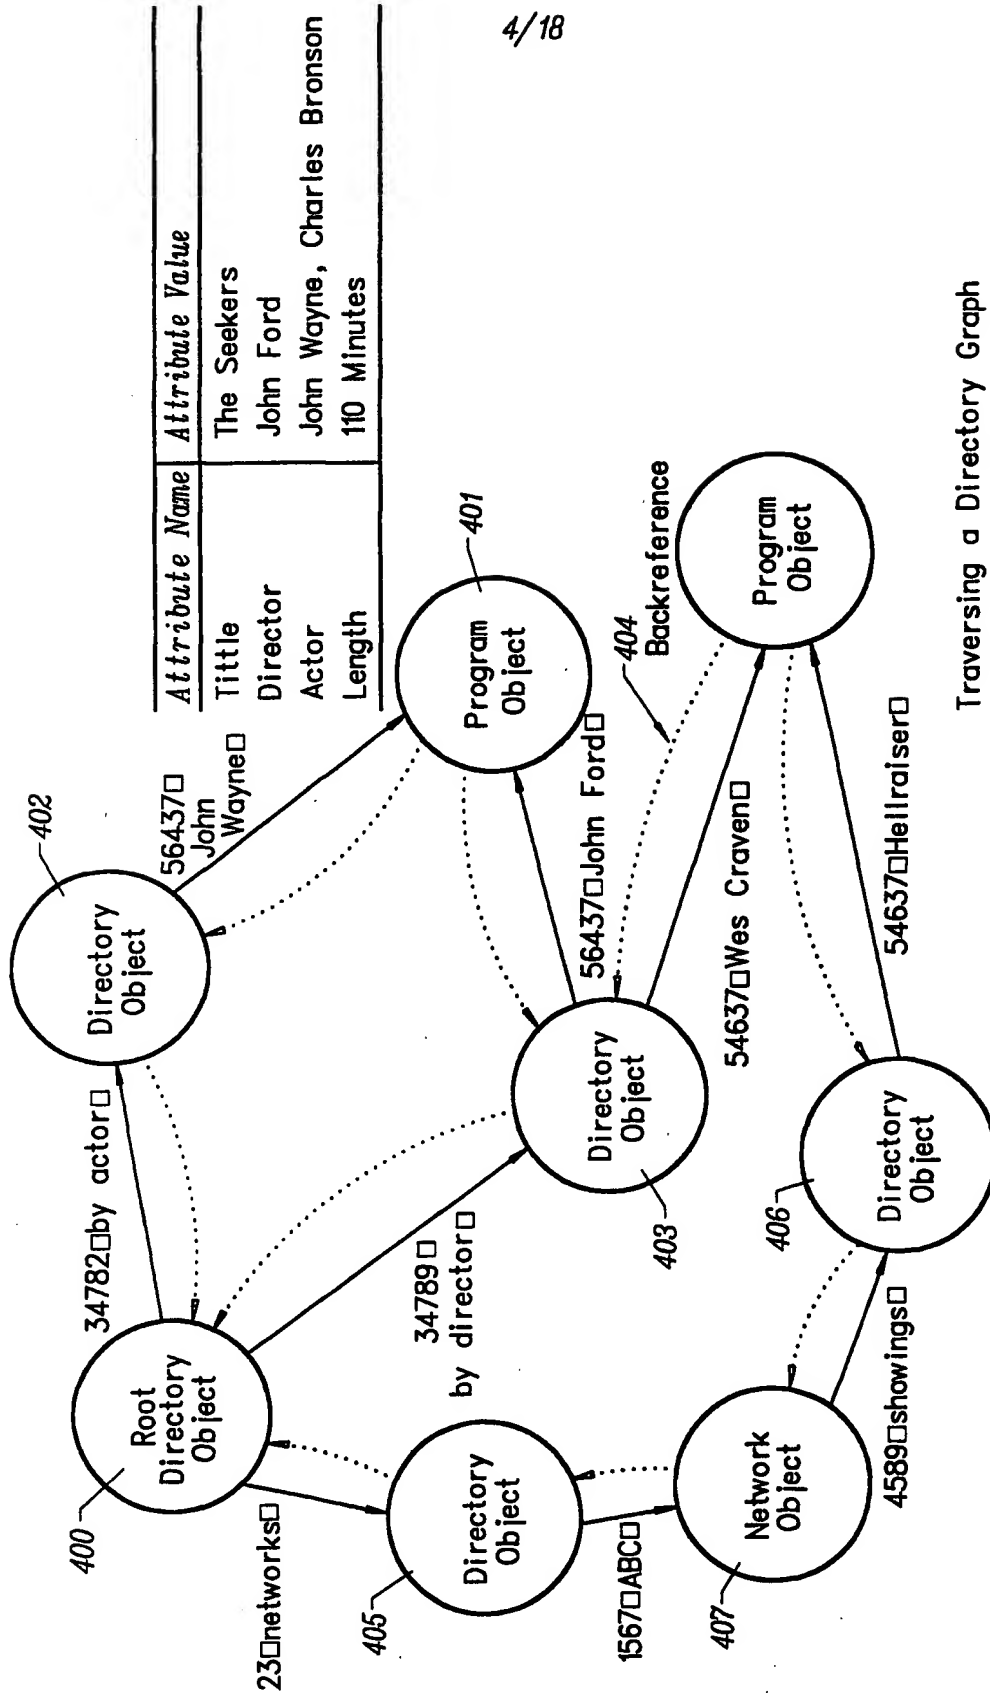 4/18
Attribute Name Attribute Value
Tittle The Seekers
Director John Ford
Actor John Wayne, Charles Bronson
Length 110 Minutes
402
Directory
Object
56437□
John
Wayne□
34782□by actor□
400
Root
Directory
Object
401
Program
Object
34789□
by director□
403
Directory
Object
56437□John Ford□
404
Backreference
Program
Object
54637□Wes Craven□
23□networks□
405
Directory
Object
1567□ABC□
407
Network
Object
4589□showings□
406
Directory
Object
54637□Hellraiser□
Traversing a Directory Graph